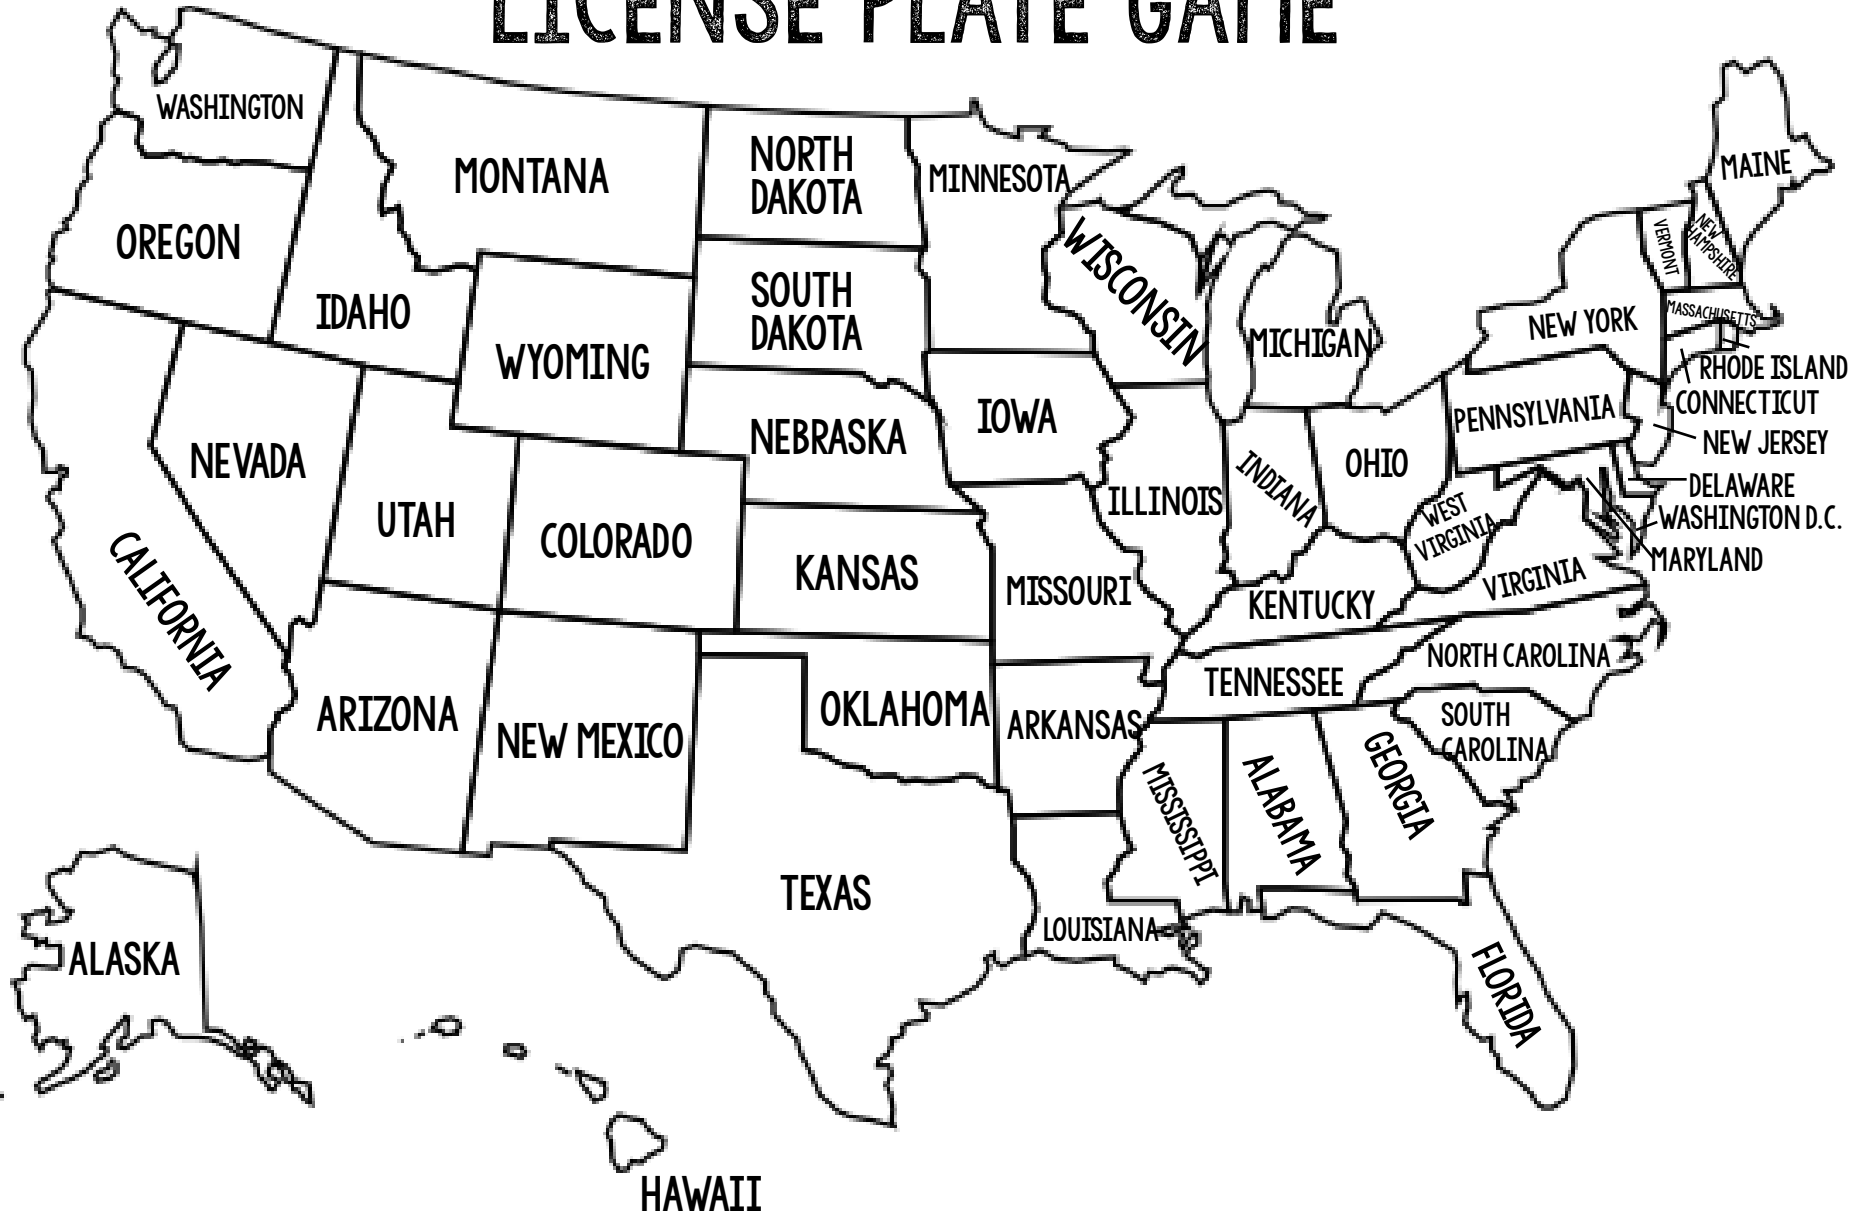 LICENSE PLATE GAME
WASHINGTON
MONTANA
NORTH
DAKOTA
MINNESOTA
MAINE
OREGON
IDAHO
WYOMING
SOUTH
DAKOTA
WISCONSIN
MICHIGAN
NEW YORK
VERMONT
NEW
HAMPSHIRE
MASSACHUSETTS
RHODE ISLAND
CONNECTICUT
NEW JERSEY
PENNSYLVANIA
DELAWARE
WASHINGTON D.C.
MARYLAND
NEVADA
UTAH
COLORADO
NEBRASKA
IOWA
ILLINOIS
INDIANA
OHIO
WEST
VIRGINIA
VIRGINIA
CALIFORNIA
KANSAS
MISSOURI
KENTUCKY
ARIZONA
NEW MEXICO
OKLAHOMA
ARKANSAS
TENNESSEE
NORTH CAROLINA
SOUTH
CAROLINA
TEXAS
LOUISIANA
MISSISSIPPI
ALABAMA
GEORGIA
FLORIDA
ALASKA
HAWAII